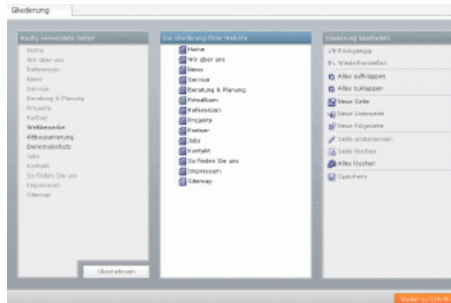 Gliederung
Häufig verwendete Seiten
Home
Wir über uns
Referenzen
News
Service
Beratung & Planung
Projekte
Partner
Wettbewerbe
Altbausanierung
Denkmalschutz
Jobs
Kontakt
So finden Sie uns
Impressum
Sitemap
Übernehmen
Die Gliederung Ihrer Website
Home
Wir über uns
News
Service
Beratung & Planung
Fotoalbum
Referenzen
Projekte
Partner
Jobs
Kontakt
So finden Sie uns
Impressum
Sitemap
Gliederung bearbeiten
Rückgängig
Wiederherstellen
Alles aufklappen
Alles zuklappen
Neue Seite
Neue Unterseite
Neue Folgeseite
Seite umbenennen
Seite löschen
Alles löschen
Speichern
Weiter zu Schritt